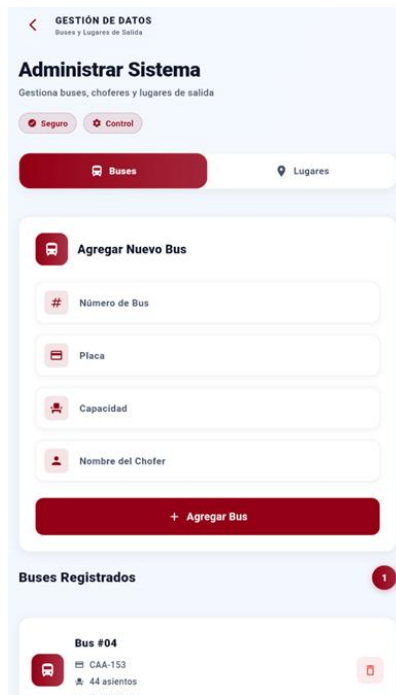 GESTIÓN DE DATOS
Buses y Lugares de Salida
Administrar Sistema
Gestiona buses, choferes y lugares de salida
Seguro
Control
Buses
Lugares
Agregar Nuevo Bus
# Número de Bus
Placa
Capacidad
Nombre del Chofer
+ Agregar Bus
Buses Registrados
1
Bus #04
CAA-153
44 asientos